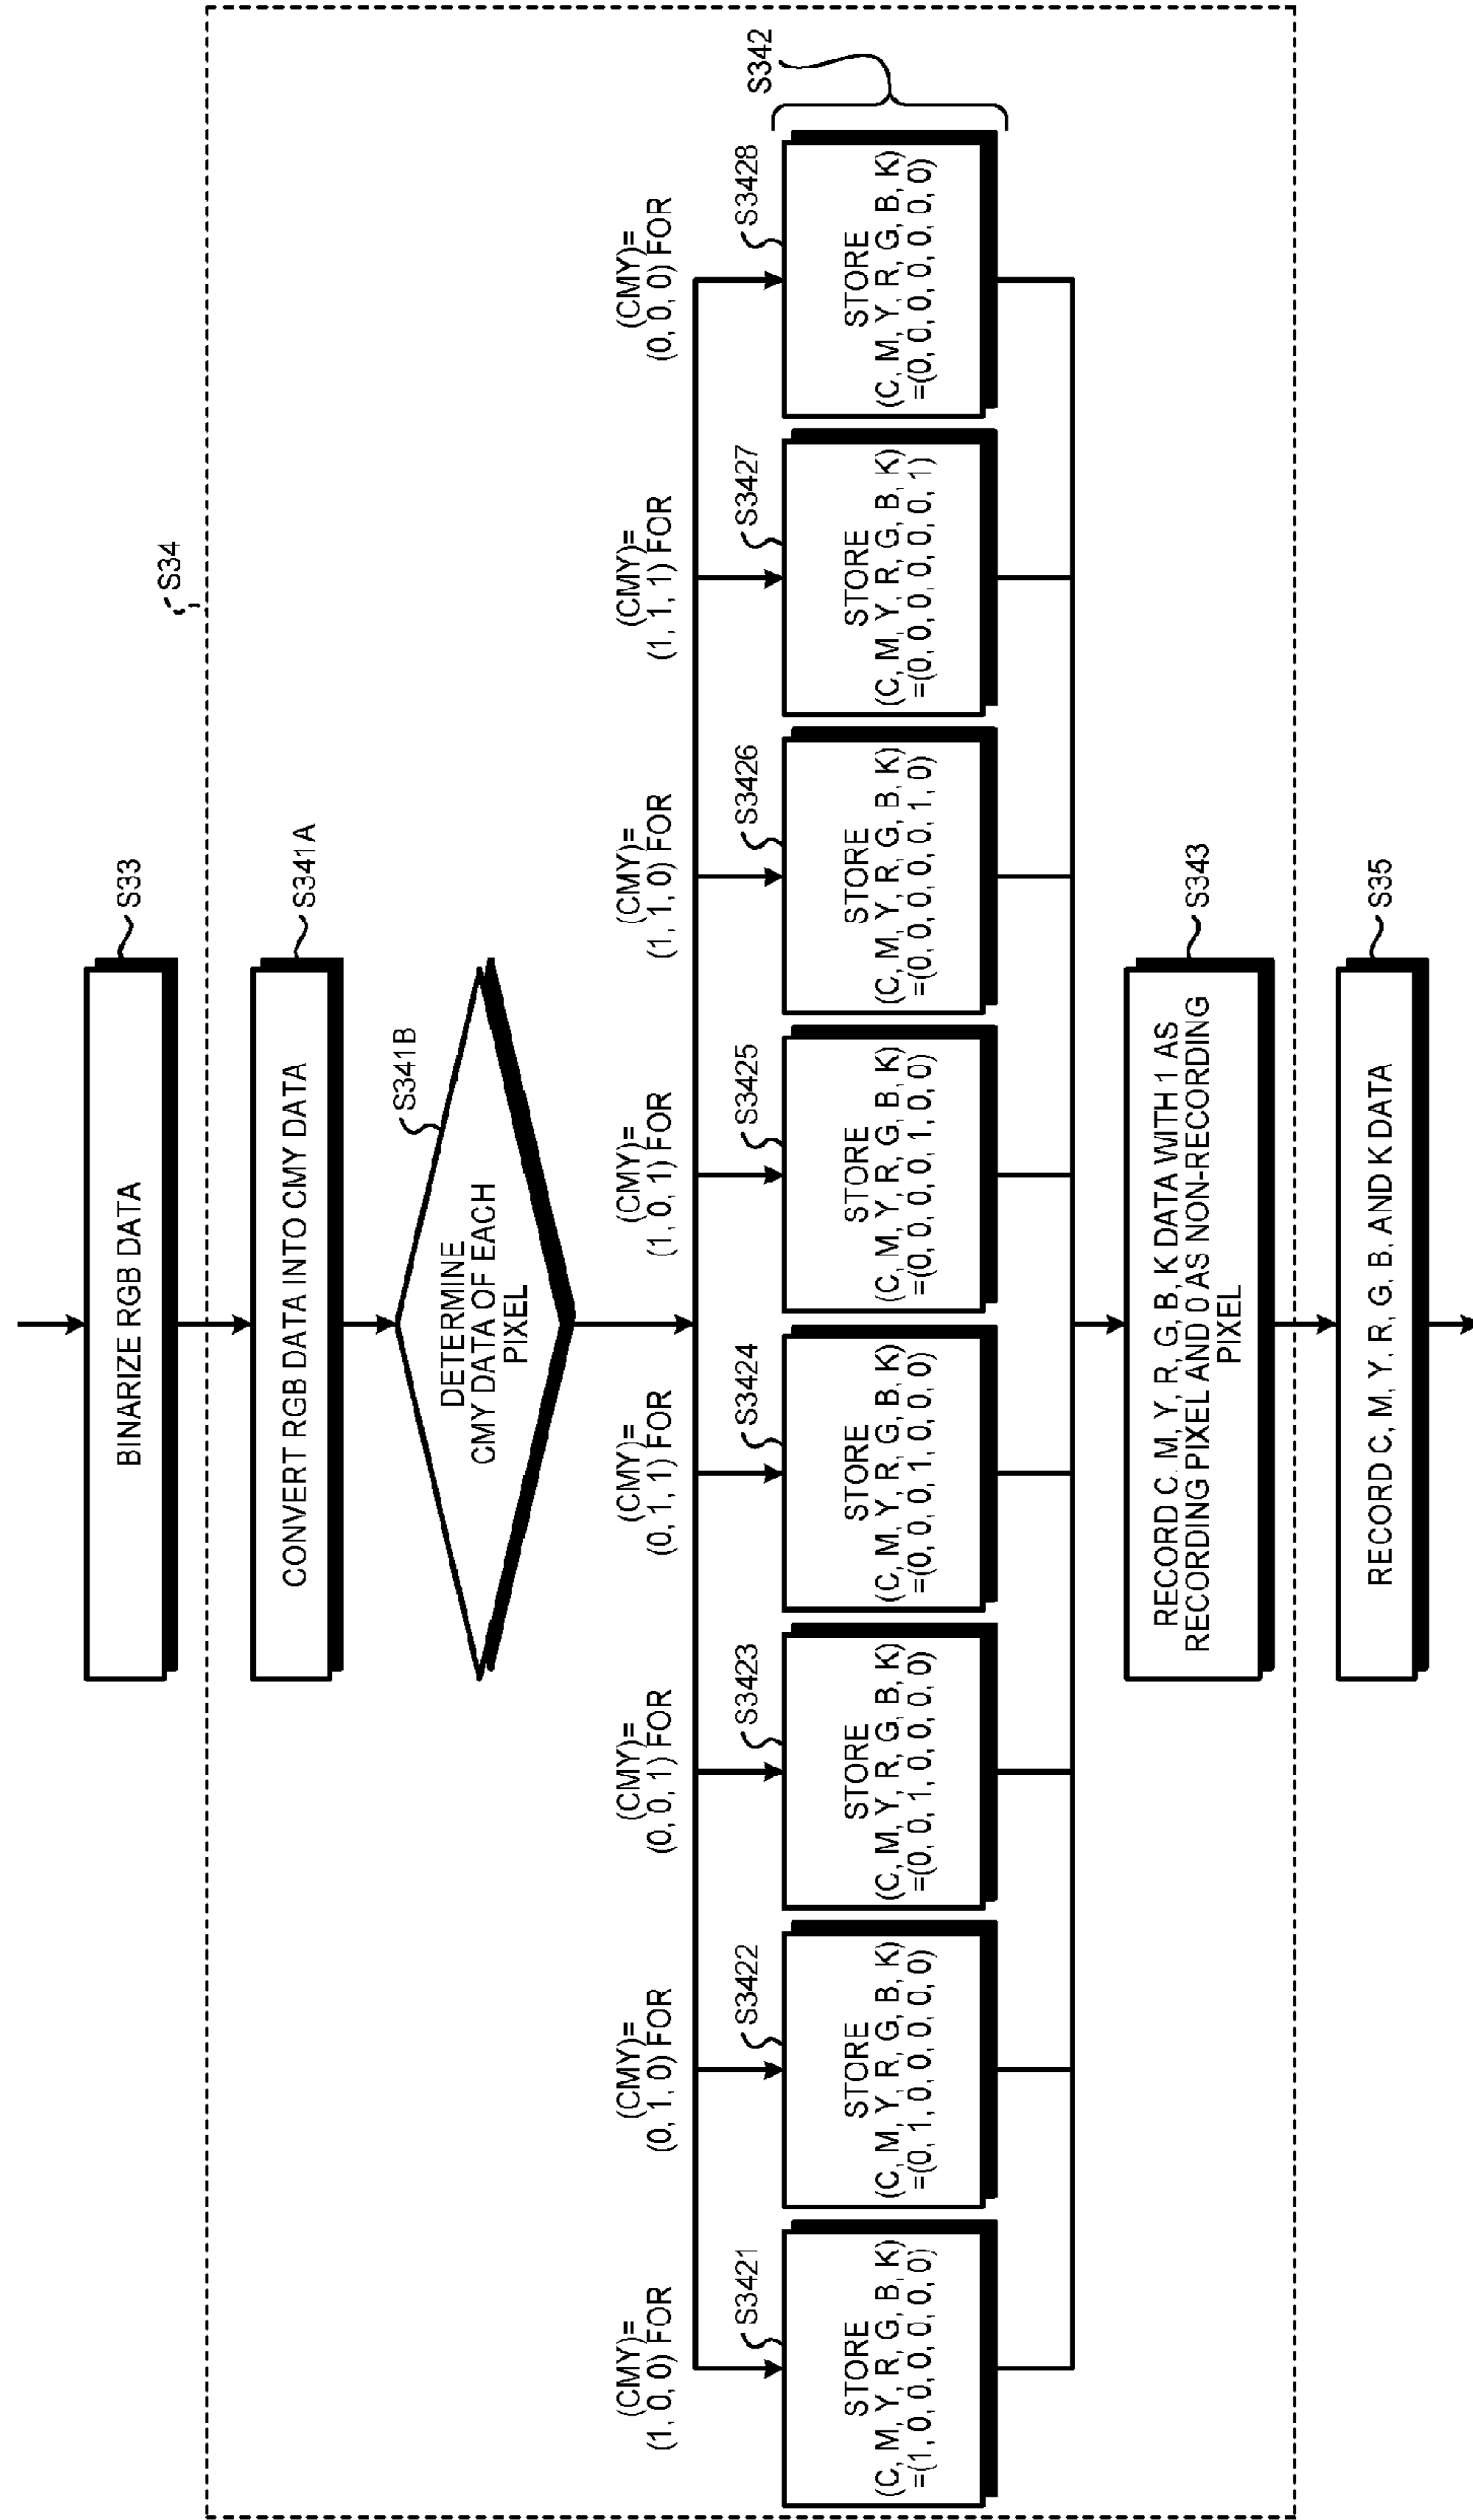 S33
BINARIZE RGB DATA
S34
S341A
CONVERT RGB DATA INTO CMY DATA
S341B
DETERMINE
CMY DATA OF EACH
PIXEL
(CMY)=
(1, 0, 0) FOR
(CMY)=
(0, 1, 0) FOR
(CMY)=
(0, 0, 1) FOR
(CMY)=
(0, 1, 1) FOR
(CMY)=
(1, 0, 1) FOR
(CMY)=
(1, 1, 0) FOR
(CMY)=
(1, 1, 1) FOR
(CMY)=
(0, 0, 0) FOR
S342
S3421
STORE
(C, M, Y, R, G, B, K)
=(1, 0, 0, 0, 0, 0, 0)
S3422
STORE
(C, M, Y, R, G, B, K)
=(0, 1, 0, 0, 0, 0, 0)
S3423
STORE
(C, M, Y, R, G, B, K)
=(0, 0, 1, 0, 0, 0, 0)
S3424
STORE
(C, M, Y, R, G, B, K)
=(0, 0, 0, 1, 0, 0, 0)
S3425
STORE
(C, M, Y, R, G, B, K)
=(0, 0, 0, 0, 1, 0, 0)
S3426
STORE
(C, M, Y, R, G, B, K)
=(0, 0, 0, 0, 0, 1, 0)
S3427
STORE
(C, M, Y, R, G, B, K)
=(0, 0, 0, 0, 0, 0, 1)
S3428
STORE
(C, M, Y, R, G, B, K)
=(0, 0, 0, 0, 0, 0, 0)
S343
RECORD C, M, Y, R, G, B, K DATA WITH 1 AS
RECORDING PIXEL AND 0 AS NON-RECORDING
PIXEL
S35
RECORD C, M, Y, R, G, B, AND K DATA